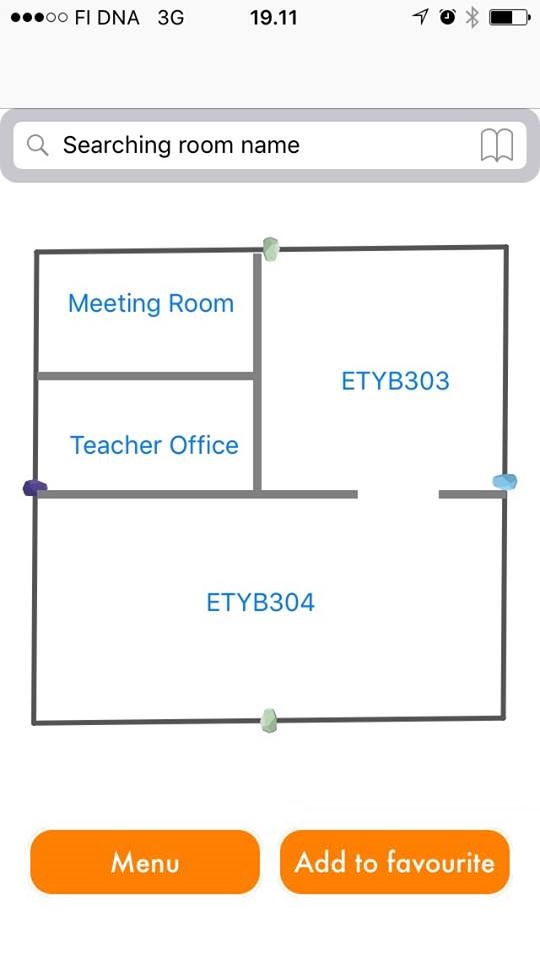 FI DNA 3G 19.11
Searching room name
Meeting Room
ETYB303
Teacher Office
ETYB304
Menu
Add to favourite